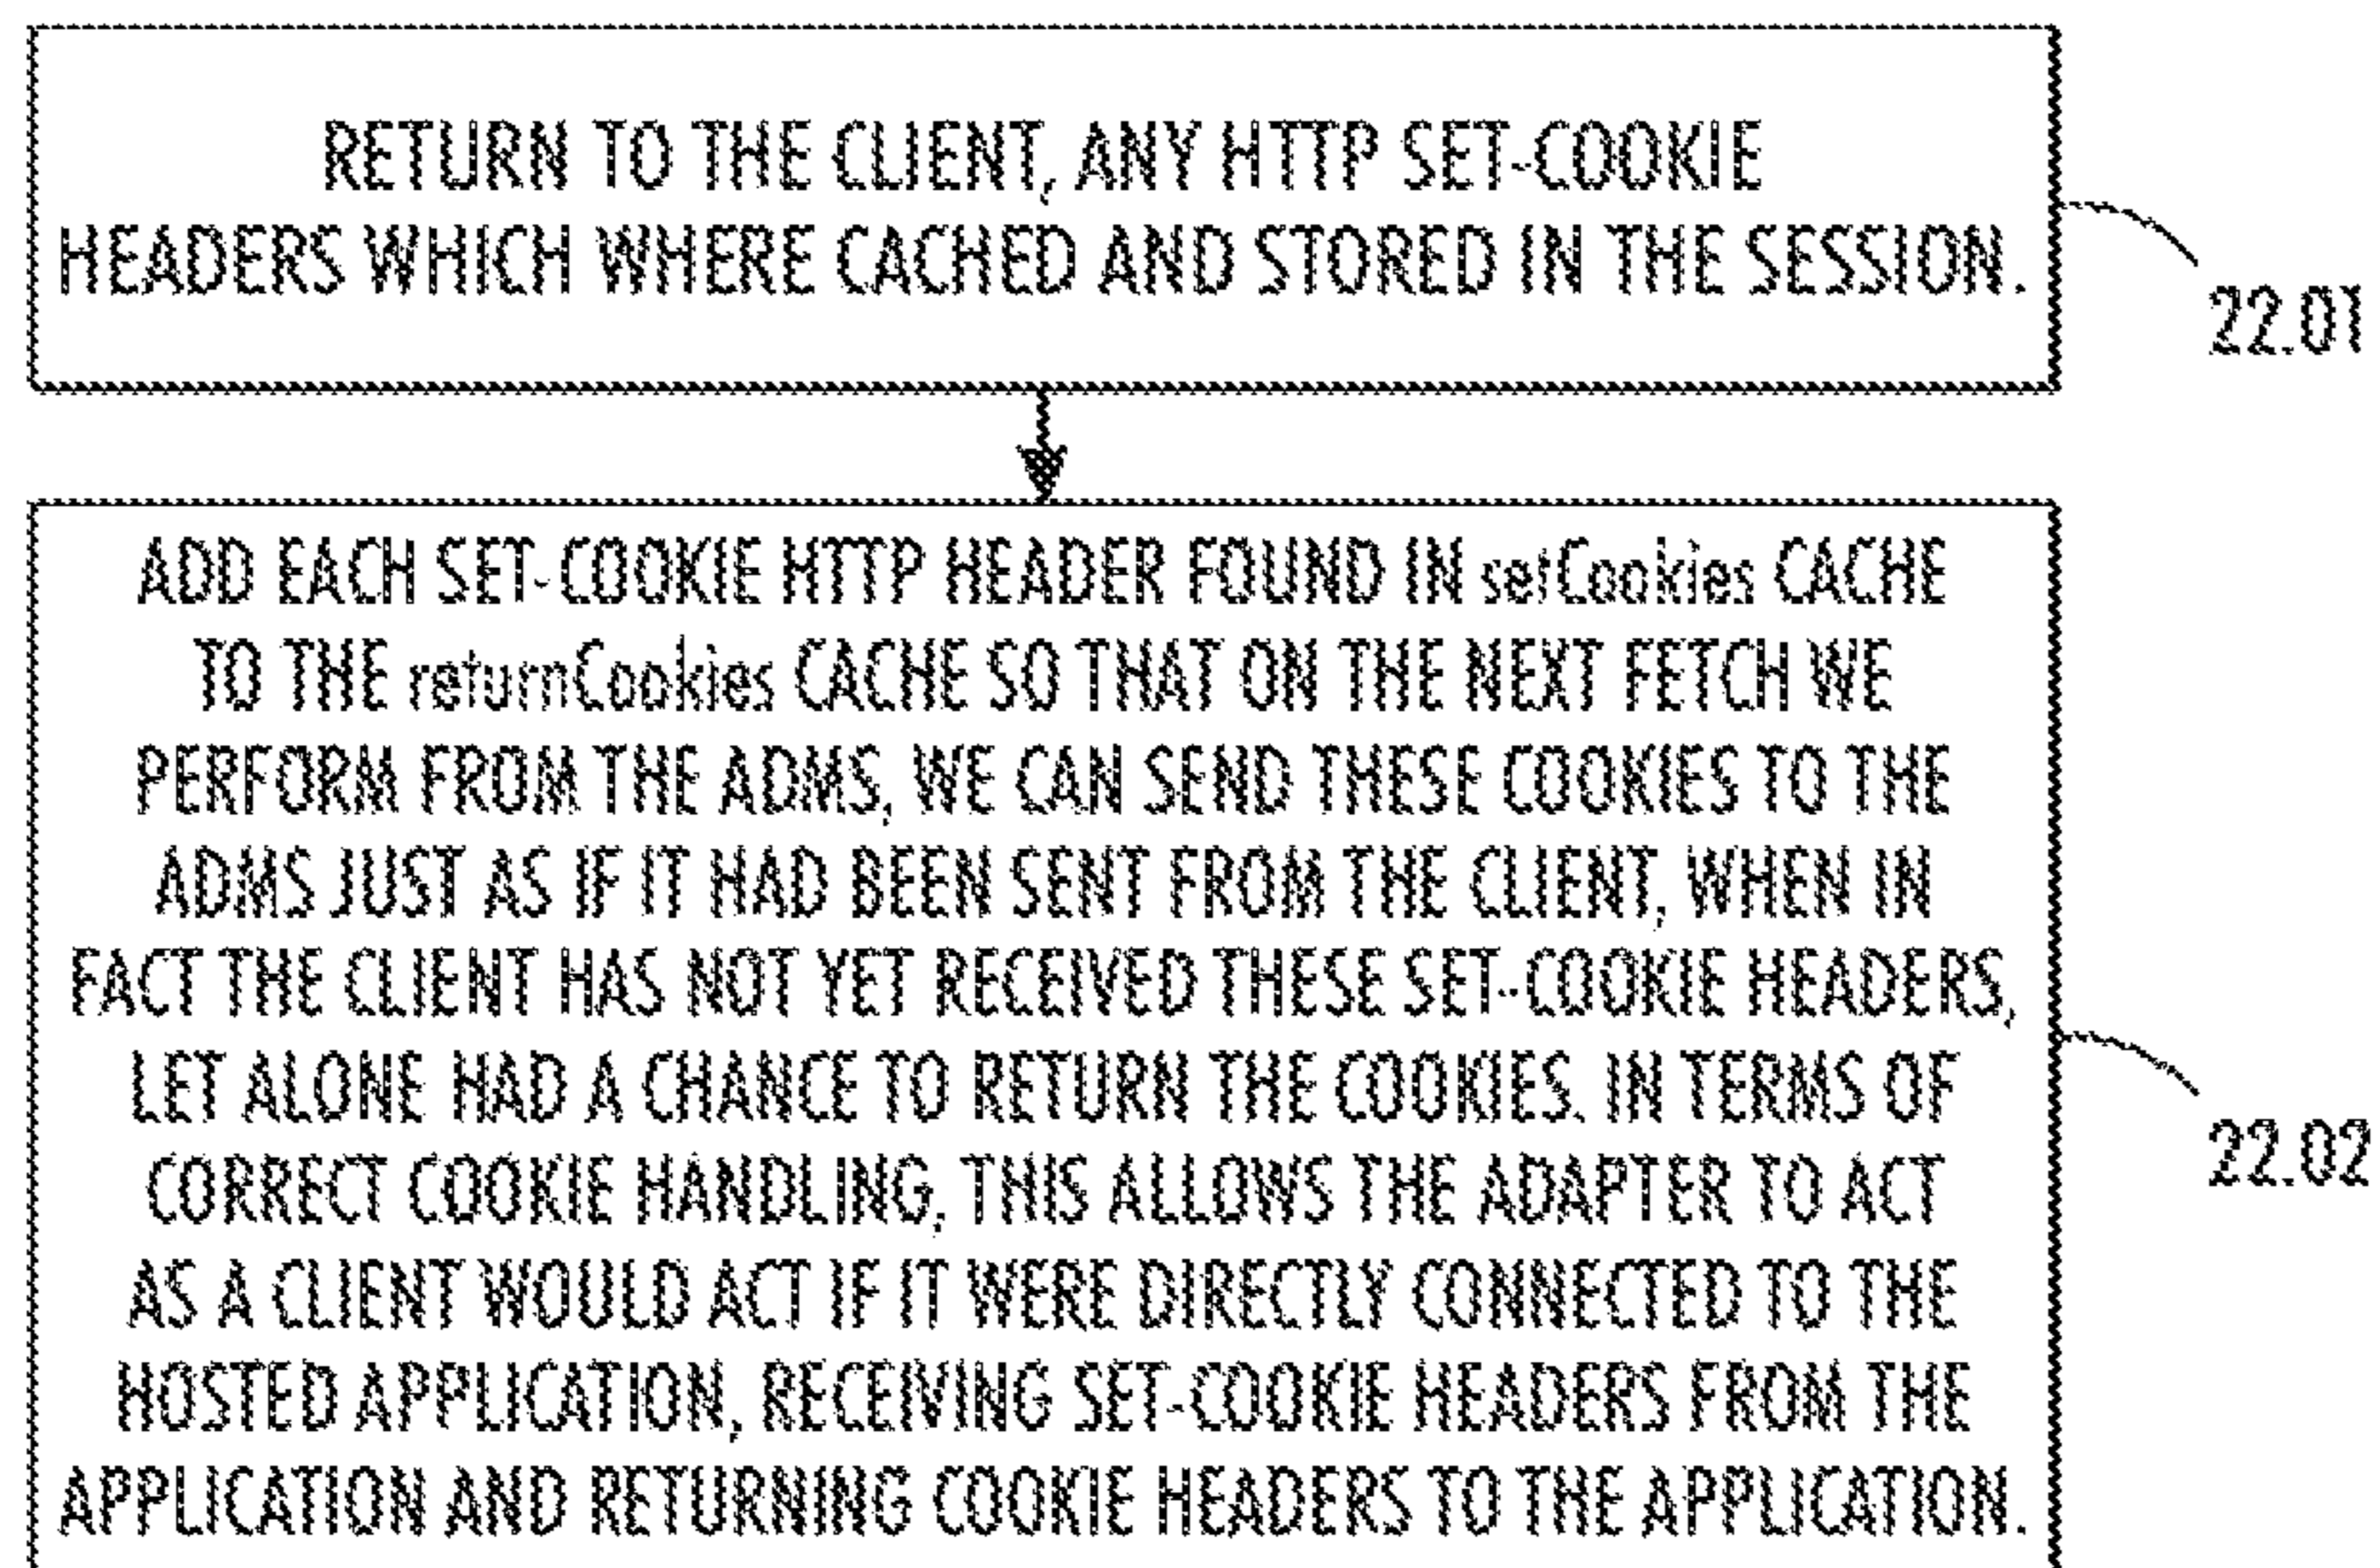 RETURN TO THE CLIENT, ANY HTTP SET-COOKIE
HEADERS WHICH WHERE CACHED AND STORED IN THE SESSION.
22.01
ADD EACH SET-COOKIE HTTP HEADER FOUND IN setCookies CACHE
TO THE returnCookies CACHE SO THAT ON THE NEXT FETCH WE
PERFORM FROM THE ADMS, WE CAN SEND THESE COOKIES TO THE
ADMS JUST AS IF IT HAD BEEN SENT FROM THE CLIENT, WHEN IN
FACT THE CLIENT HAS NOT YET RECEIVED THESE SET-COOKIE HEADERS,
LET ALONE HAD A CHANCE TO RETURN THE COOKIES. IN TERMS OF
CORRECT COOKIE HANDLING, THIS ALLOWS THE ADAPTER TO ACT
AS A CLIENT WOULD ACT IF IT WERE DIRECTLY CONNECTED TO THE
HOSTED APPLICATION, RECEIVING SET-COOKIE HEADERS FROM THE
APPLICATION AND RETURNING COOKIE HEADERS TO THE APPLICATION.
22.02